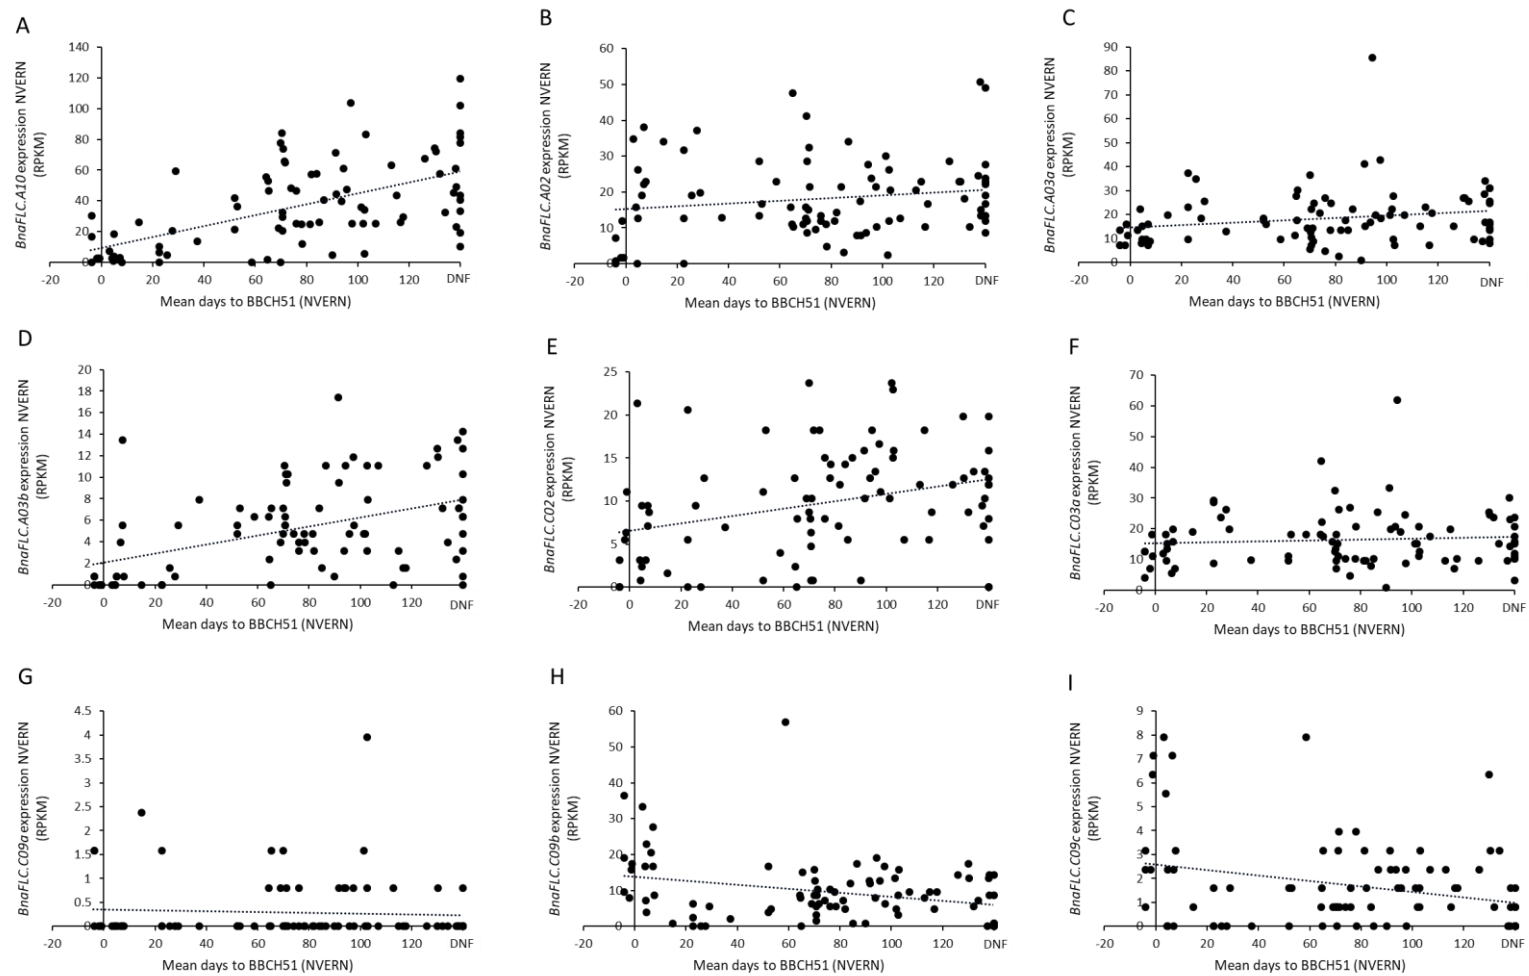 A
BnaFLC.A10 expression NVERN
(RPKM)
140
120
100
80
60
40
20
0
-20 0 20 40 60 80 100 120 DNF
Mean days to BBCH51 (NVERN)
B
BnaFLC.A02 expression NVERN
(RPKM)
60
50
40
30
20
10
0
-20 0 20 40 60 80 100 120 DNF
Mean days to BBCH51 (NVERN)
C
BnaFLC.A03a expression NVERN
(RPKM)
90
80
70
60
50
40
30
20
10
0
-20 0 20 40 60 80 100 120 DNF
Mean days to BBCH51 (NVERN)
D
BnaFLC.A03b expression NVERN
(RPKM)
20
18
16
14
12
10
8
6
4
2
0
-20 0 20 40 60 80 100 120 DNF
Mean days to BBCH51 (NVERN)
E
BnaFLC.C02 expression NVERN
(RPKM)
25
20
15
10
5
0
-20 0 20 40 60 80 100 120 DNF
Mean days to BBCH51 (NVERN)
F
BnaFLC.C03a expression NVERN
(RPKM)
70
60
50
40
30
20
10
0
-20 0 20 40 60 80 100 120 DNF
Mean days to BBCH51 (NVERN)
G
BnaFLC.C09a expression NVERN
(RPKM)
4.5
4
3.5
3
2.5
2
1.5
1
0.5
0
-20 0 20 40 60 80 100 120 DNF
Mean days to BBCH51 (NVERN)
H
BnaFLC.C09b expression NVERN
(RPKM)
60
50
40
30
20
10
0
-20 0 20 40 60 80 100 120 DNF
Mean days to BBCH51 (NVERN)
I
BnaFLC.C09c expression NVERN
(RPKM)
9
8
7
6
5
4
3
2
1
0
-20 0 20 40 60 80 100 120 DNF
Mean days to BBCH51 (NVERN)